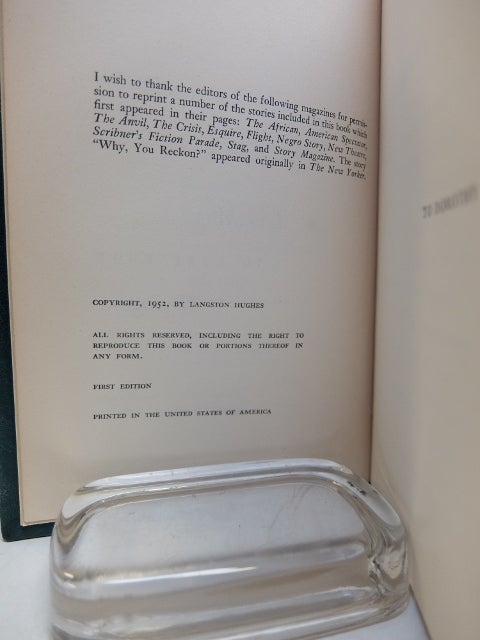 I wish to thank the editors of the following magazines for permis-
sion to reprint a number of the stories included in this book which
first appeared in their pages: The African, American Spectator,
The Anvil, The Crisis, Esquire, Flight, Negro Story, New Theatre,
Scribner's Fiction Parade, Stag, and Story Magazine. The story
"Why, You Reckon?" appeared originally in The New Yorker.
COPYRIGHT, 1952, BY LANGSTON HUGHES
ALL RIGHTS RESERVED, INCLUDING THE RIGHT TO
REPRODUCE THIS BOOK OR PORTIONS THEREOF IN
ANY FORM.
FIRST EDITION
PRINTED IN THE UNITED STATES OF AMERICA
TO